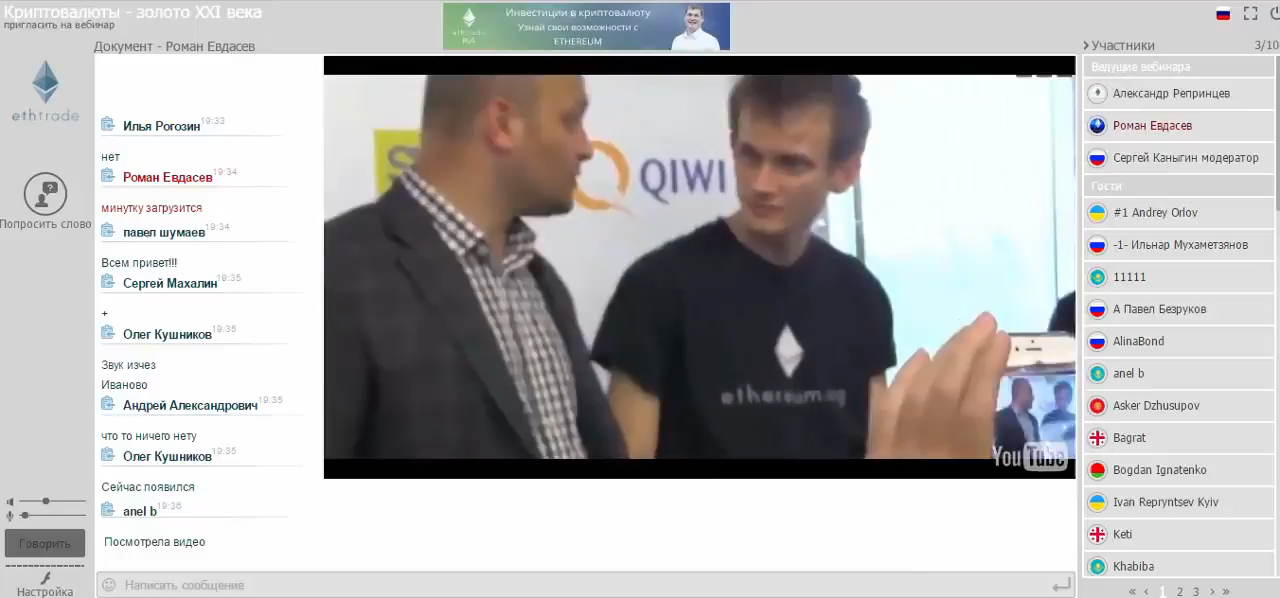 Криптовалюты - золото XXI века
пригласить на вебинар
Инвестиции в криптовалюту
Узнай свои возможности с
ETHEREUM
Документ - Роман Евдасев
ethtrade
Попросить слово
Говорить
Настройка
Илья Рогозин 19:33
нет
Роман Евдасев 19:34
минутку загрузится
павел шумаев 19:34
Всем привет!!!
Сергей Махалин 19:35
+
Олег Кушников 19:35
Звук изчез
Иваново
Андрей Александрович 19:35
что то ничего нету
Олег Кушников 19:35
Сейчас появился
anel b 19:36
Посмотрела видео
Написать сообщение
QIWI
ethereum.org
YouTube
Участники 3/10
Ведущие вебинара
Александр Репринцев
Роман Евдасев
Сергей Каныгин модератор
Гости
#1 Andrey Orlov
-1- Ильнар Мухаметзянов
11111
А Павел Безруков
AlinaBond
anel b
Asker Dzhusupov
Bagrat
Bogdan Ignatenko
Ivan Repryntsev Kyiv
Keti
Khabiba
« ‹ 1 2 3 › »